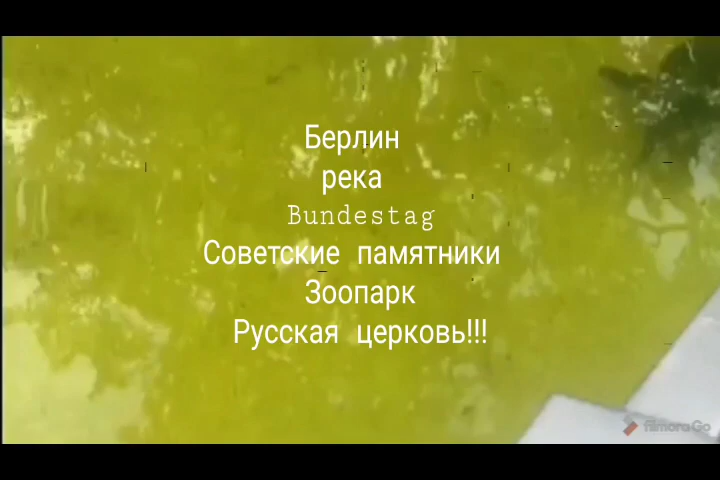 Берлин
река
Bundestag
Советские памятники
Зоопарк
Русская церковь!!!
filmoraGo